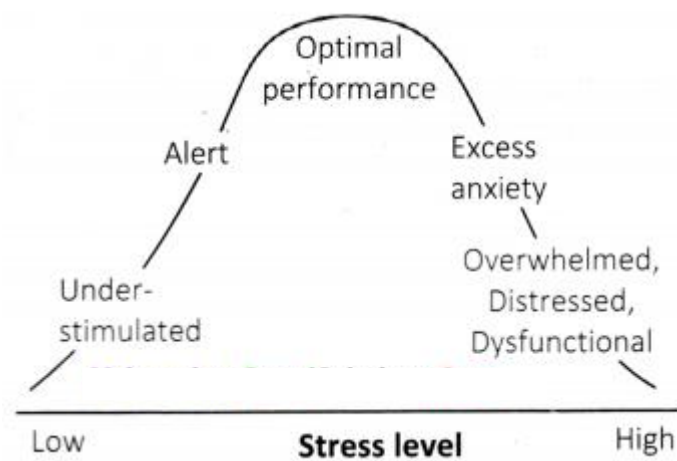 Optimal
performance
Alert
Excess
anxiety
Under-
stimulated
Overwhelmed,
Distressed,
Dysfunctional
Low
Stress level
High